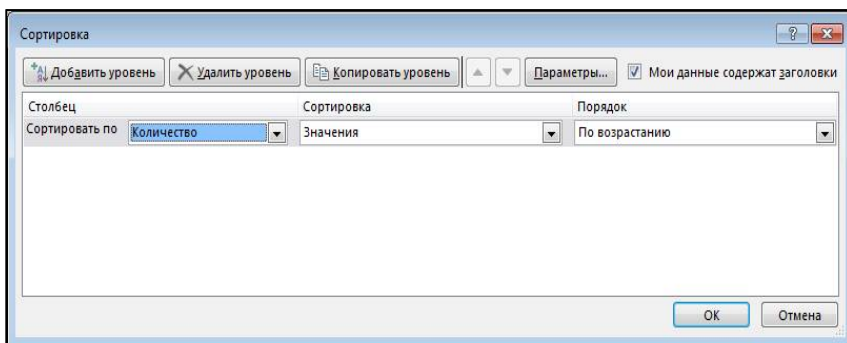 Сортировка
Добавить уровень Удалить уровень Копировать уровень Параметры... Мои данные содержат заголовки
Столбец Сортировка Порядок
Сортировать по Количество Значения По возрастанию
ОК Отмена